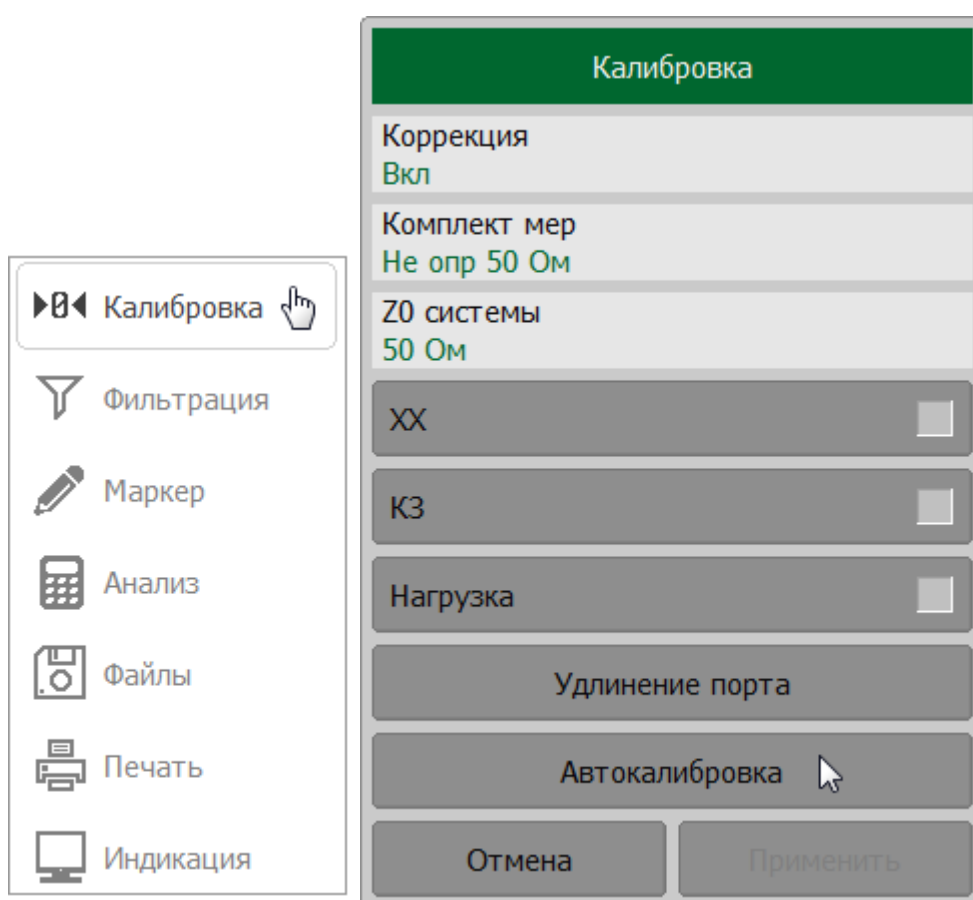 Калибровка
Фильтрация
Маркер
Анализ
Файлы
Печать
Индикация
Калибровка
Коррекция
Вкл
Комплект мер
Не опр 50 Ом
Z0 системы
50 Ом
ХХ
КЗ
Нагрузка
Удлинение порта
Автокалибровка
Отмена
Применить